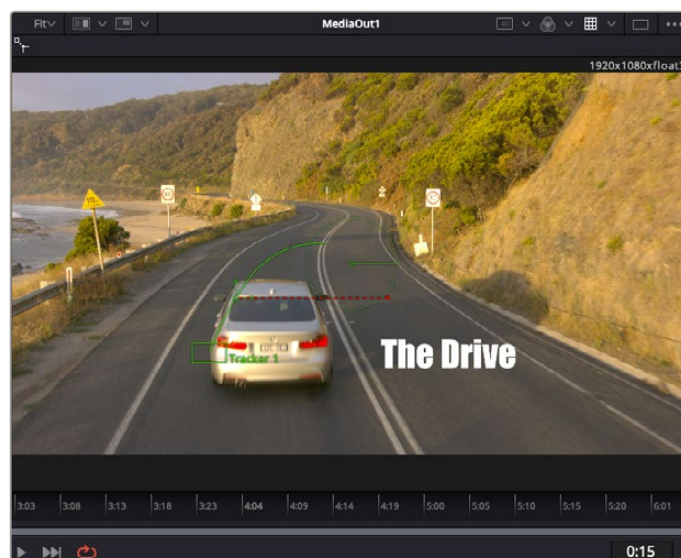 Fit
MediaOut1
1920x1080xfloat3
Tracker 1
The Drive
3:03 3:08 3:13 3:18 3:23 4:04 4:09 4:14 4:19 5:00 5:05 5:10 5:15 5:20 6:01
0:15